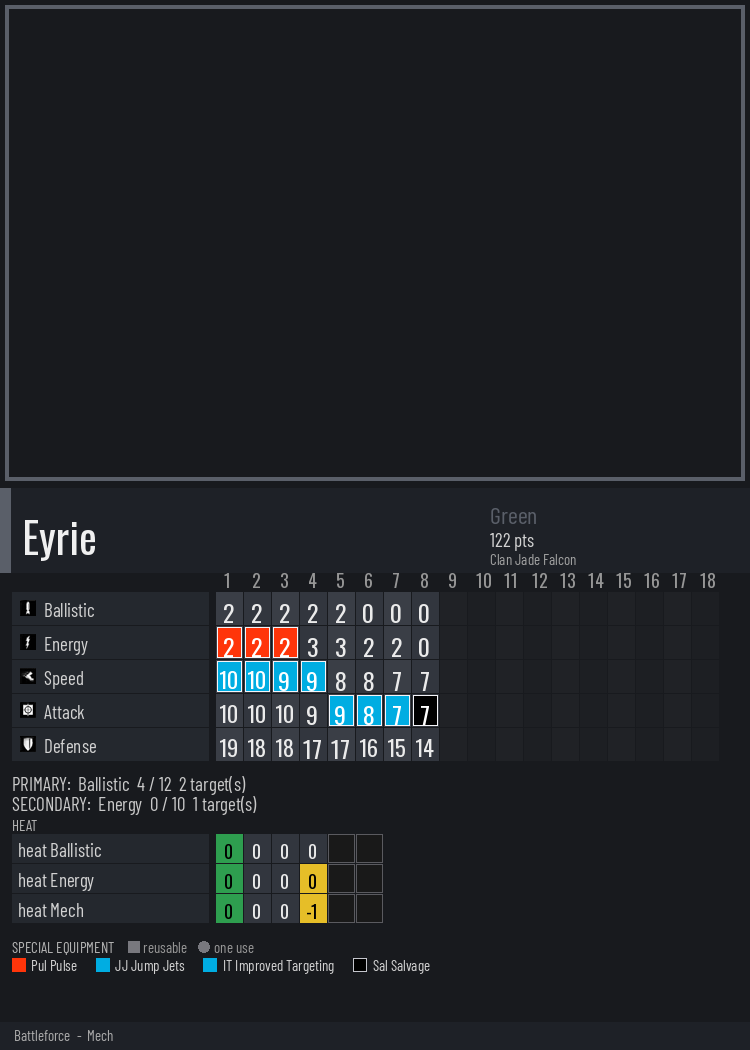 Eyrie
Green
122 pts
Clan Jade Falcon
1 2 3 4 5 6 7 8 9 10 11 12 13 14 15 16 17 18
Ballistic 2 2 2 2 2 0 0 0
Energy 2 2 2 3 3 2 2 0
Speed 10 10 9 9 8 8 7 7
Attack 10 10 10 9 9 8 7 7
Defense 19 18 18 17 17 16 15 14
PRIMARY: Ballistic 4 / 12 2 target(s)
SECONDARY: Energy 0 / 10 1 target(s)
HEAT
heat Ballistic 0 0 0 0
heat Energy 0 0 0 0
heat Mech 0 0 0 -1
SPECIAL EQUIPMENT reusable one use
Pul Pulse JJ Jump Jets IT Improved Targeting Sal Salvage
Battleforce - Mech